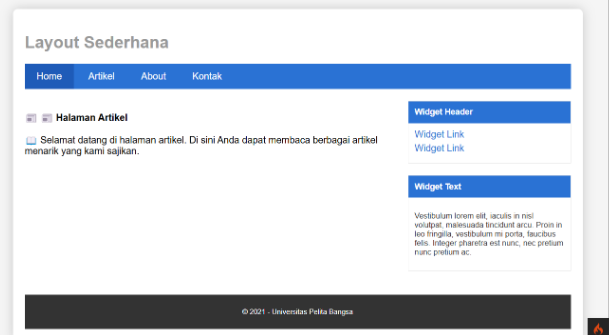 Layout Sederhana
Home Artikel About Kontak
📰 📰 Halaman Artikel
📖 Selamat datang di halaman artikel. Di sini Anda dapat membaca berbagai artikel
menarik yang kami sajikan.
Widget Header
Widget Link
Widget Link
Widget Text
Vestibulum lorem elit, iaculis in nisl
volutpat, malesuada tincidunt arcu. Proin in
leo fringilla, vestibulum mi porta, faucibus
felis. Integer pharetra est nunc, nec pretium
nunc pretium ac.
© 2021 - Universitas Pelita Bangsa